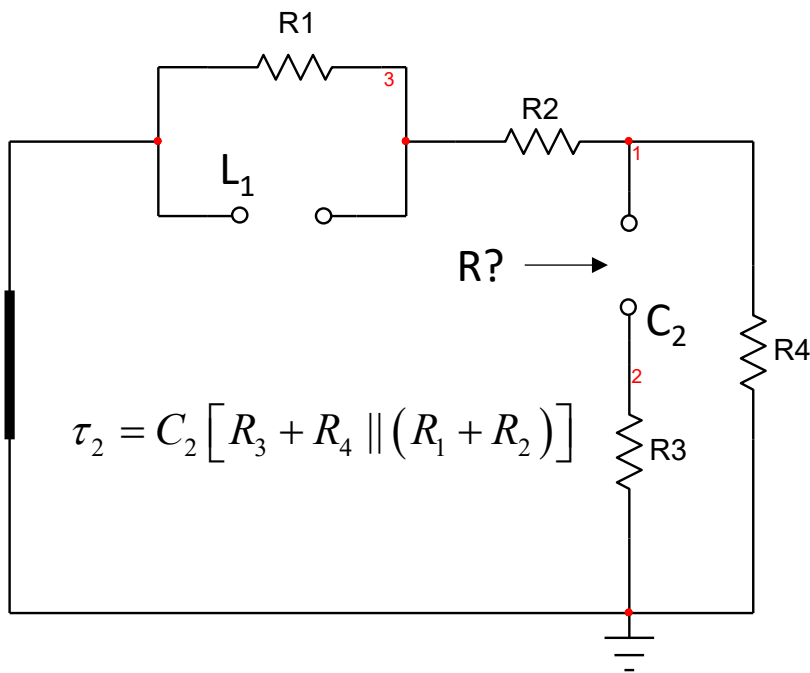 R1
3
R2
1
L₁
R?
C₂
R4
2
τ₂ = C₂[R₃ + R₄ || (R₁ + R₂)]
R3